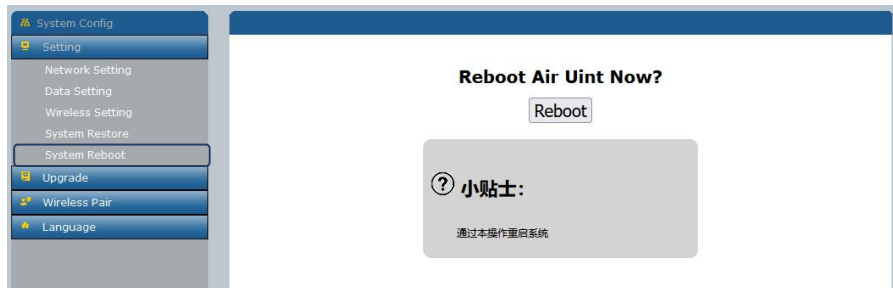 System Config
Setting
Network Setting
Data Setting
Wireless Setting
System Restore
System Reboot
Upgrade
Wireless Pair
Language
Reboot Air Uint Now?
Reboot
小贴士：
通过本操作重启系统